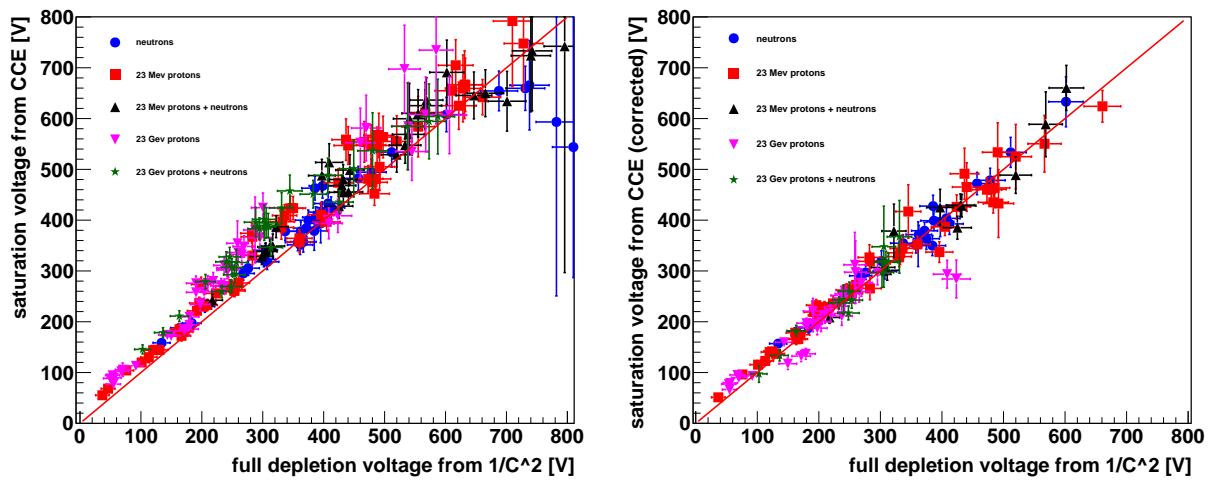 saturation voltage from CCE [V]
800
700
600
500
400
300
200
100
0
neutrons
23 Mev protons
23 Mev protons + neutrons
23 Gev protons
23 Gev protons + neutrons
0 100 200 300 400 500 600 700 800
full depletion voltage from 1/C^2 [V]
saturation voltage from CCE (corrected) [V]
800
700
600
500
400
300
200
100
0
neutrons
23 Mev protons
23 Mev protons + neutrons
23 Gev protons
23 Gev protons + neutrons
0 100 200 300 400 500 600 700 800
full depletion voltage from 1/C^2 [V]